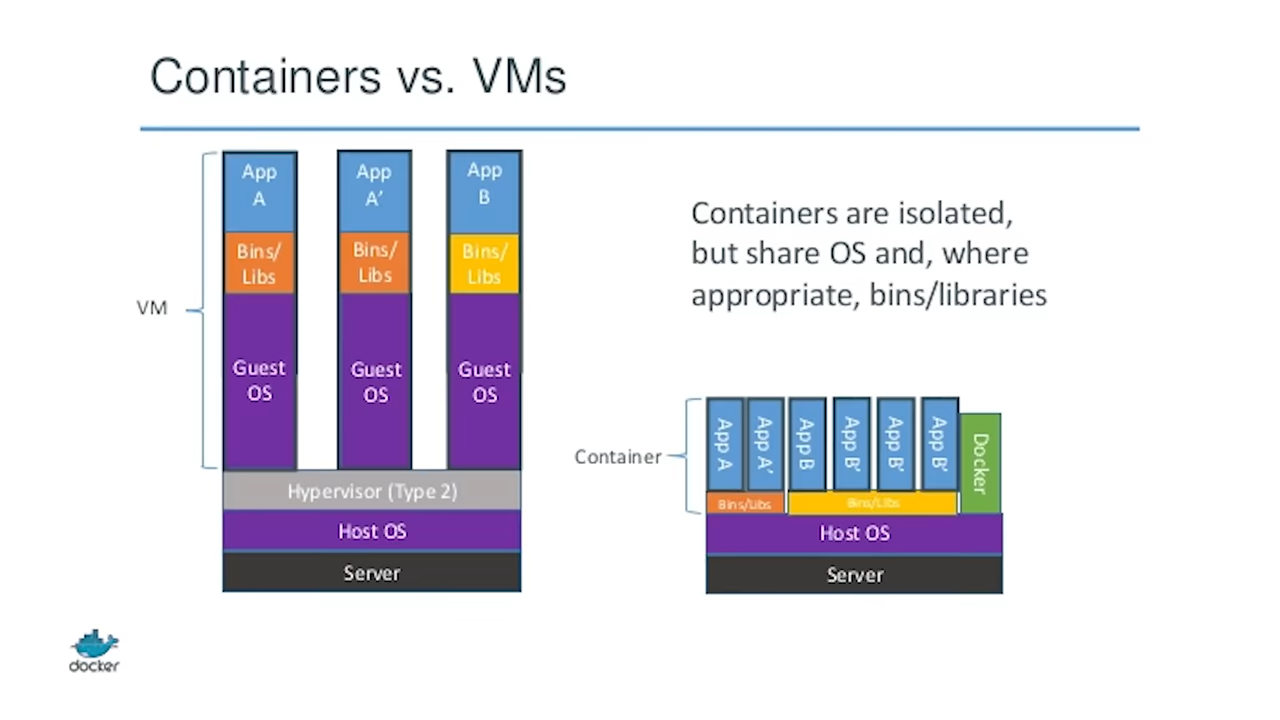 Containers vs. VMs
App
A
App
A’
App
B
Bins/
Libs
Bins/
Libs
Bins/
Libs
VM
Guest
OS
Guest
OS
Guest
OS
Hypervisor (Type 2)
Host OS
Server
Containers are isolated,
but share OS and, where
appropriate, bins/libraries
Container
App A
App A’
App B
App B’
App B’
App B’
Docker
Bins/Libs
Bins/Libs
Host OS
Server
docker